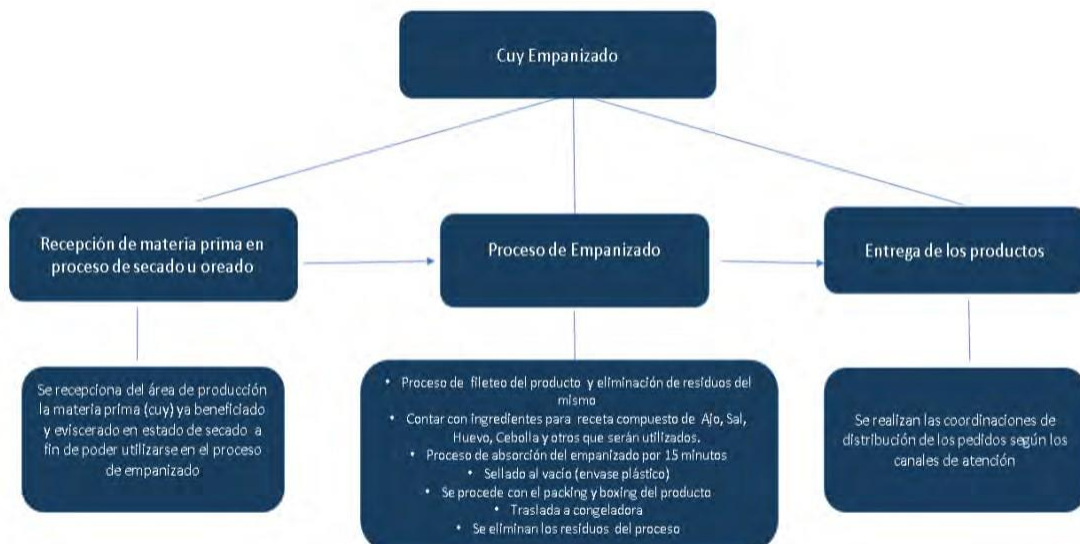 Cuy Empanizado
Recepción de materia prima en
proceso de secado u oreado
Proceso de Empanizado
Entrega de los productos
Se recepciona del área de producción
la materia prima (cuy) ya beneficiado
y eviscerado en estado de secado a
fin de poder utilizarse en el proceso
de empanizado
• Proceso de fileteo del producto y eliminación de residuos del
mismo
• Contar con ingredientes para receta compuesto de Ajo, Sal,
Huevo, Cebolla y otros que serán utilizados.
• Proceso de absorción del empanizado por 15 minutos
• Sellado al vacío (envase plástico)
• Se procede con el packing y boxing del producto
• Traslada a congeladora
• Se eliminan los residuos del proceso
Se realizan las coordinaciones de
distribución de los pedidos según los
canales de atención